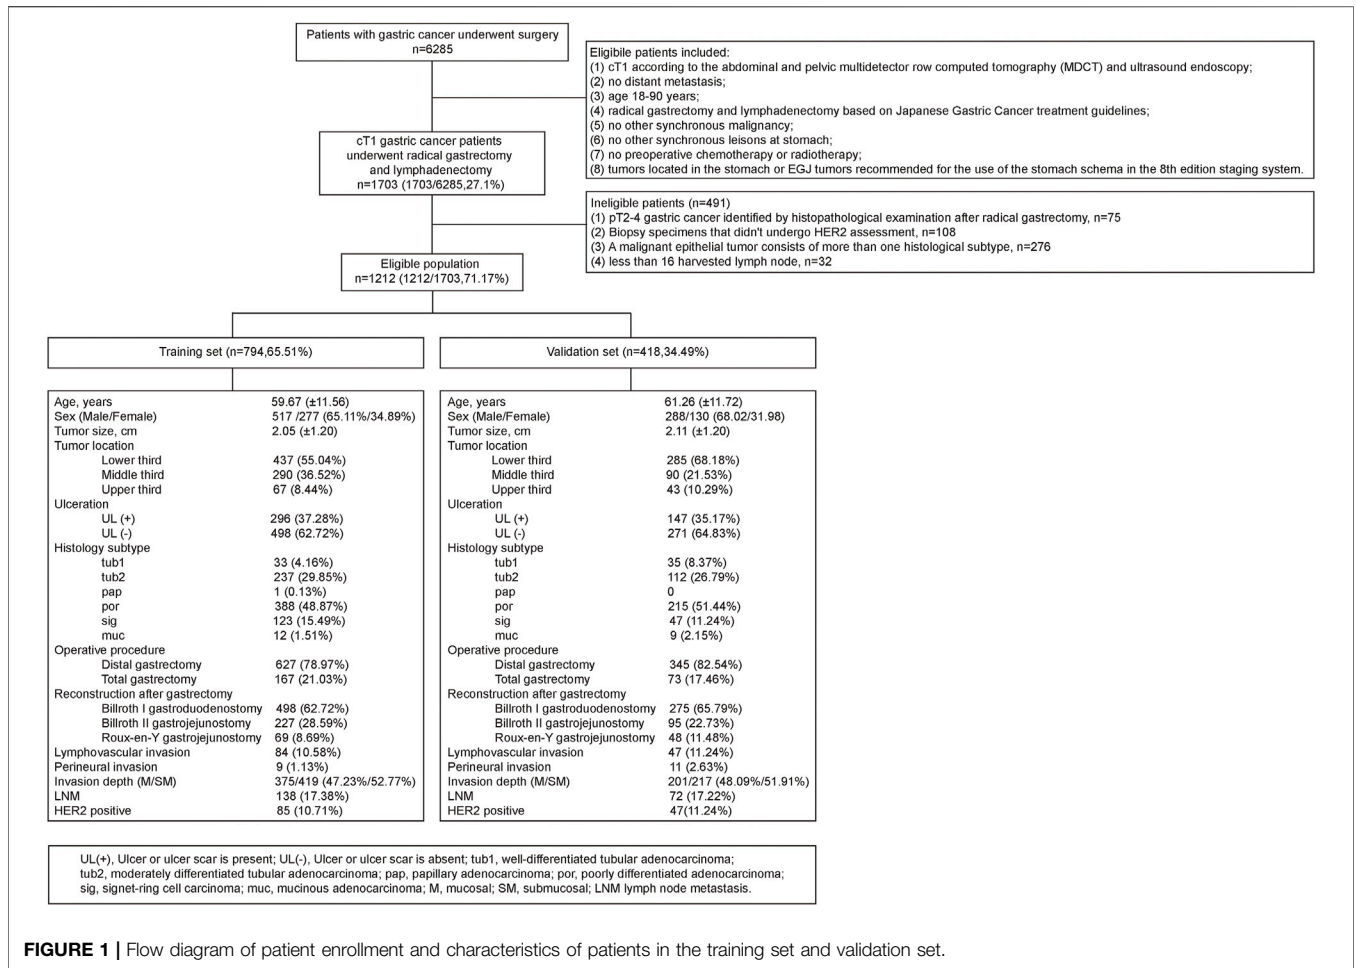 Patients with gastric cancer underwent surgery
n=6285
Eligible patients included:
(1) cT1 according to the abdominal and pelvic multidetector row computed tomography (MDCT) and ultrasound endoscopy;
(2) no distant metastasis;
(3) age 18-90 years;
(4) radical gastrectomy and lymphadenectomy based on Japanese Gastric Cancer treatment guidelines;
(5) no other synchronous malignancy;
(6) no other synchronous leisons at stomach;
(7) no preoperative chemotherapy or radiotherapy;
(8) tumors located in the stomach or EGJ tumors recommended for the use of the stomach schema in the 8th edition staging system.
cT1 gastric cancer patients
underwent radical gastrectomy
and lymphadenectomy
n=1703 (1703/6285,27.1%)
Ineligible patients (n=491)
(1) pT2-4 gastric cancer identified by histopathological examination after radical gastrectomy, n=75
(2) Biopsy specimens that didn't undergo HER2 assessment, n=108
(3) A malignant epithelial tumor consists of more than one histological subtype, n=276
(4) less than 16 harvested lymph node, n=32
Eligible population
n=1212 (1212/1703,71.17%)
Training set (n=794,65.51%)
Age, years 59.67 (±11.56)
Sex (Male/Female) 517 /277 (65.11%/34.89%)
Tumor size, cm 2.05 (±1.20)
Tumor location
Lower third 437 (55.04%)
Middle third 290 (36.52%)
Upper third 67 (8.44%)
Ulceration
UL (+) 296 (37.28%)
UL (-) 498 (62.72%)
Histology subtype
tub1 33 (4.16%)
tub2 237 (29.85%)
pap 1 (0.13%)
por 388 (48.87%)
sig 123 (15.49%)
muc 12 (1.51%)
Operative procedure
Distal gastrectomy 627 (78.97%)
Total gastrectomy 167 (21.03%)
Reconstruction after gastrectomy
Billroth I gastroduodenostomy 498 (62.72%)
Billroth II gastrojejunostomy 227 (28.59%)
Roux-en-Y gastrojejunostomy 69 (8.69%)
Lymphovascular invasion 84 (10.58%)
Perineural invasion 9 (1.13%)
Invasion depth (M/SM) 375/419 (47.23%/52.77%)
LNM 138 (17.38%)
HER2 positive 85 (10.71%)
Validation set (n=418,34.49%)
Age, years 61.26 (±11.72)
Sex (Male/Female) 288/130 (68.02/31.98)
Tumor size, cm 2.11 (±1.20)
Tumor location
Lower third 285 (68.18%)
Middle third 90 (21.53%)
Upper third 43 (10.29%)
Ulceration
UL (+) 147 (35.17%)
UL (-) 271 (64.83%)
Histology subtype
tub1 35 (8.37%)
tub2 112 (26.79%)
pap 0
por 215 (51.44%)
sig 47 (11.24%)
muc 9 (2.15%)
Operative procedure
Distal gastrectomy 345 (82.54%)
Total gastrectomy 73 (17.46%)
Reconstruction after gastrectomy
Billroth I gastroduodenostomy 275 (65.79%)
Billroth II gastrojejunostomy 95 (22.73%)
Roux-en-Y gastrojejunostomy 48 (11.48%)
Lymphovascular invasion 47 (11.24%)
Perineural invasion 11 (2.63%)
Invasion depth (M/SM) 201/217 (48.09%/51.91%)
LNM 72 (17.22%)
HER2 positive 47(11.24%)
UL(+), Ulcer or ulcer scar is present; UL(-), Ulcer or ulcer scar is absent; tub1, well-differentiated tubular adenocarcinoma;
tub2, moderately differentiated tubular adenocarcinoma; pap, papillary adenocarcinoma; por, poorly differentiated adenocarcinoma;
sig, signet-ring cell carcinoma; muc, mucinous adenocarcinoma; M, mucosal; SM, submucosal; LNM lymph node metastasis.
FIGURE 1 | Flow diagram of patient enrollment and characteristics of patients in the training set and validation set.